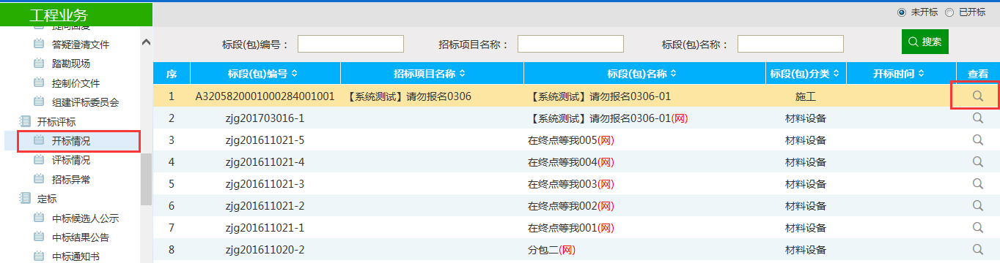 工程业务
未开标 已开标
提问回复
答疑澄清文件
踏勘现场
控制价文件
组建评标委员会
开标评标
开标情况
评标情况
招标异常
定标
中标候选人公示
中标结果公告
中标通知书
标段(包)编号： 招标项目名称： 标段(包)名称： 搜索
序 标段(包)编号 招标项目名称 标段(包)名称 标段(包)分类 开标时间 查看
1 A3205820001000284001001 【系统测试】请勿报名0306 【系统测试】请勿报名0306-01 施工
2 zjg201703016-1 【系统测试】请勿报名0306-01(网) 材料设备
3 zjg201611021-5 在终点等我005(网) 材料设备
4 zjg201611021-4 在终点等我004(网) 材料设备
5 zjg201611021-3 在终点等我003(网) 材料设备
6 zjg201611021-2 在终点等我002(网) 材料设备
7 zjg201611021-1 在终点等我001(网) 材料设备
8 zjg201611020-2 分包二(网) 材料设备